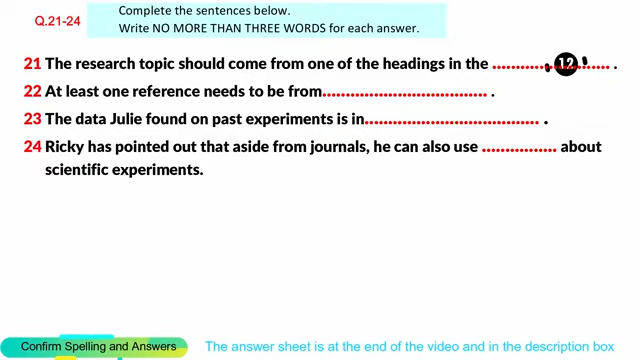 Q.21-24
Complete the sentences below.
Write NO MORE THAN THREE WORDS for each answer.
21 The research topic should come from one of the headings in the .................................. .
12
22 At least one reference needs to be from.................................. .
23 The data Julie found on past experiments is in.................................. .
24 Ricky has pointed out that aside from journals, he can also use ................ about
scientific experiments.
Confirm Spelling and Answers
The answer sheet is at the end of the video and in the description box